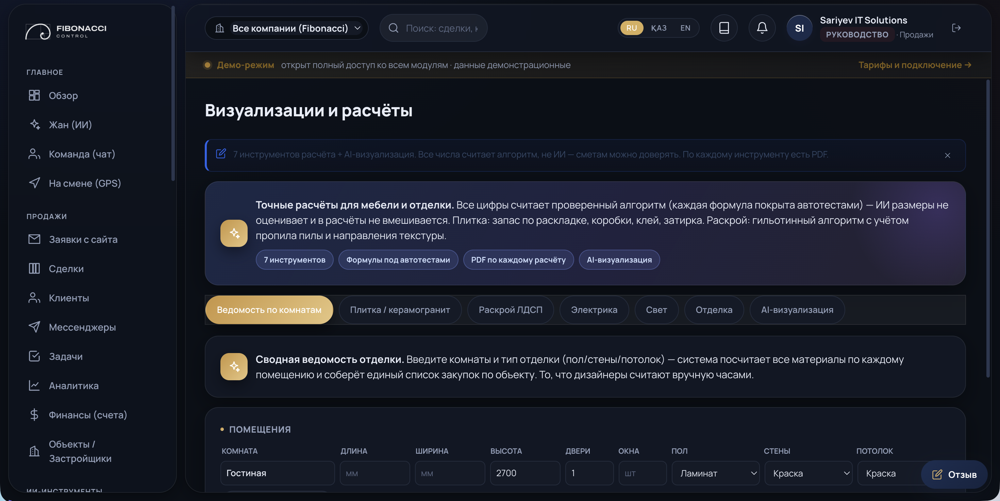 FIBONACCI
CONTROL
ГЛАВНОЕ
Обзор
Жан (ИИ)
Команда (чат)
На смене (GPS)
ПРОДАЖИ
Заявки с сайта
Сделки
Клиенты
Мессенджеры
Задачи
Аналитика
Финансы (счета)
Объекты /
Застройщики
ИИ-ИНСТРУМЕНТЫ
Все компании (Fibonacci)
Поиск: сделки, к
RU ҚАЗ EN
SI
Sariyev IT Solutions
РУКОВОДСТВО · Продажи
Демо-режим открыт полный доступ ко всем модулям · данные демонстрационные
Тарифы и подключение →
Визуализации и расчёты
7 инструментов расчёта + AI-визуализация. Все числа считает алгоритм, не ИИ — сметам можно доверять. По каждому инструменту есть PDF.
Точные расчёты для мебели и отделки. Все цифры считает проверенный алгоритм (каждая формула покрыта автотестами) — ИИ размеры не
оценивает и в расчёты не вмешивается. Плитка: запас по раскладке, коробки, клей, затирка. Раскрой: гильотинный алгоритм с учётом
пропила пилы и направления текстуры.
7 инструментов Формулы под автотестами PDF по каждому расчёту AI-визуализация
Ведомость по комнатам Плитка / керамогранит Раскрой ЛДСП Электрика Свет Отделка AI-визуализация
Сводная ведомость отделки. Введите комнаты и тип отделки (пол/стены/потолок) — система посчитает все материалы по каждому
помещению и соберёт единый список закупок по объекту. То, что дизайнеры считают вручную часами.
ПОМЕЩЕНИЯ
КОМНАТА ДЛИНА ШИРИНА ВЫСОТА ДВЕРИ ОКНА ПОЛ СТЕНЫ ПОТОЛОК
Гостиная мм мм 2700 1 шт Ламинат Краска Краска
Отзыв